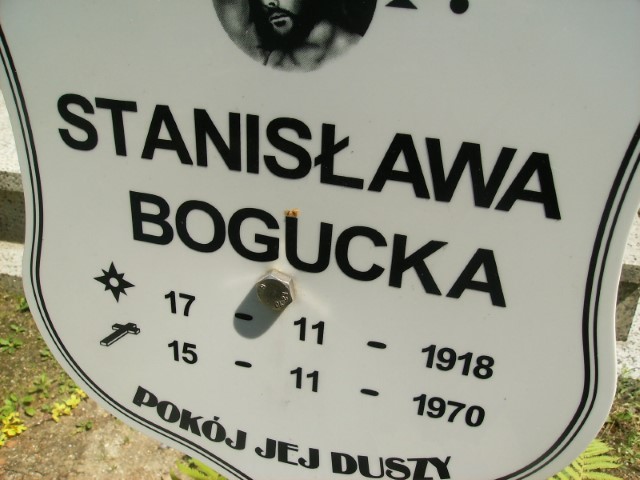 STANISŁAWA
BOGUCKA
17 - 11 - 1918
15 - 11 - 1970
POKÓJ JEJ DUSZY